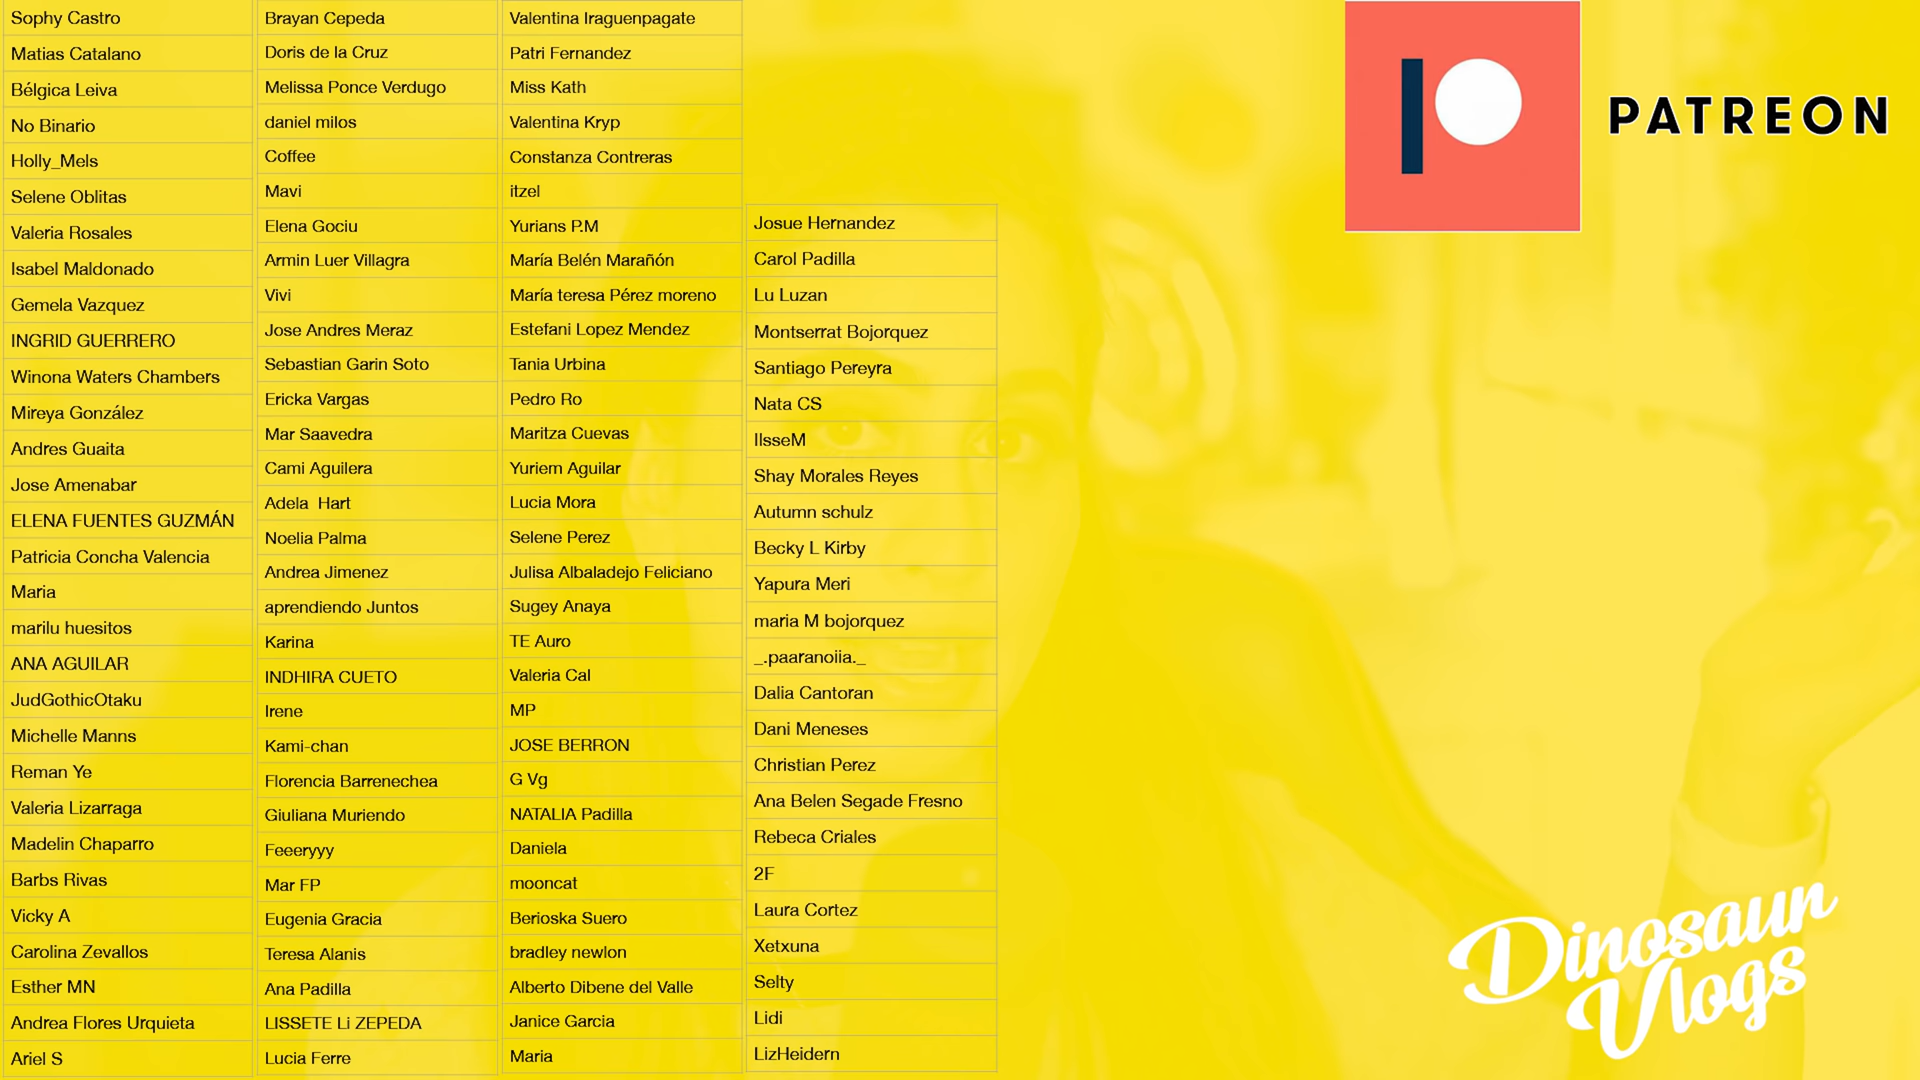 Sophy Castro
Matias Catalano
Bélgica Leiva
No Binario
Holly_Mels
Selene Oblitas
Valeria Rosales
Isabel Maldonado
Gemela Vazquez
INGRID GUERRERO
Winona Waters Chambers
Mireya González
Andres Guaita
Jose Amenabar
ELENA FUENTES GUZMÁN
Patricia Concha Valencia
Maria
marilu huesitos
ANA AGUILAR
JudGothicOtaku
Michelle Manns
Reman Ye
Valeria Lizarraga
Madelin Chaparro
Barbs Rivas
Vicky A
Carolina Zevallos
Esther MN
Andrea Flores Urquieta
Ariel S
Brayan Cepeda
Doris de la Cruz
Melissa Ponce Verdugo
daniel milos
Coffee
Mavi
Elena Gociu
Armin Luer Villagra
Vivi
Jose Andres Meraz
Sebastian Garin Soto
Ericka Vargas
Mar Saavedra
Cami Aguilera
Adela Hart
Noelia Palma
Andrea Jimenez
aprendiendo Juntos
Karina
INDHIRA CUETO
Irene
Kami-chan
Florencia Barrenechea
Giuliana Muriendo
Feeeryyy
Mar FP
Eugenia Gracia
Teresa Alanis
Ana Padilla
LISSETE Li ZEPEDA
Lucia Ferre
Valentina Iraguenpagate
Patri Fernandez
Miss Kath
Valentina Kryp
Constanza Contreras
itzel
Yurians P.M
María Belén Marañón
María teresa Pérez moreno
Estefani Lopez Mendez
Tania Urbina
Pedro Ro
Maritza Cuevas
Yuriem Aguilar
Lucia Mora
Selene Perez
Julisa Albaladejo Feliciano
Sugey Anaya
TE Auro
Valeria Cal
MP
JOSE BERRON
G Vg
NATALIA Padilla
Daniela
mooncat
Berioska Suero
bradley newlon
Alberto Dibene del Valle
Janice Garcia
Maria
Josue Hernandez
Carol Padilla
Lu Luzan
Montserrat Bojorquez
Santiago Pereyra
Nata CS
IlsseM
Shay Morales Reyes
Autumn schulz
Becky L Kirby
Yapura Meri
maria M bojorquez
_.paaranoiia._
Dalia Cantoran
Dani Meneses
Christian Perez
Ana Belen Segade Fresno
Rebeca Criales
2F
Laura Cortez
Xetxuna
Selty
Lidi
LizHeidern
PATREON
Dinosaur
Vlogs